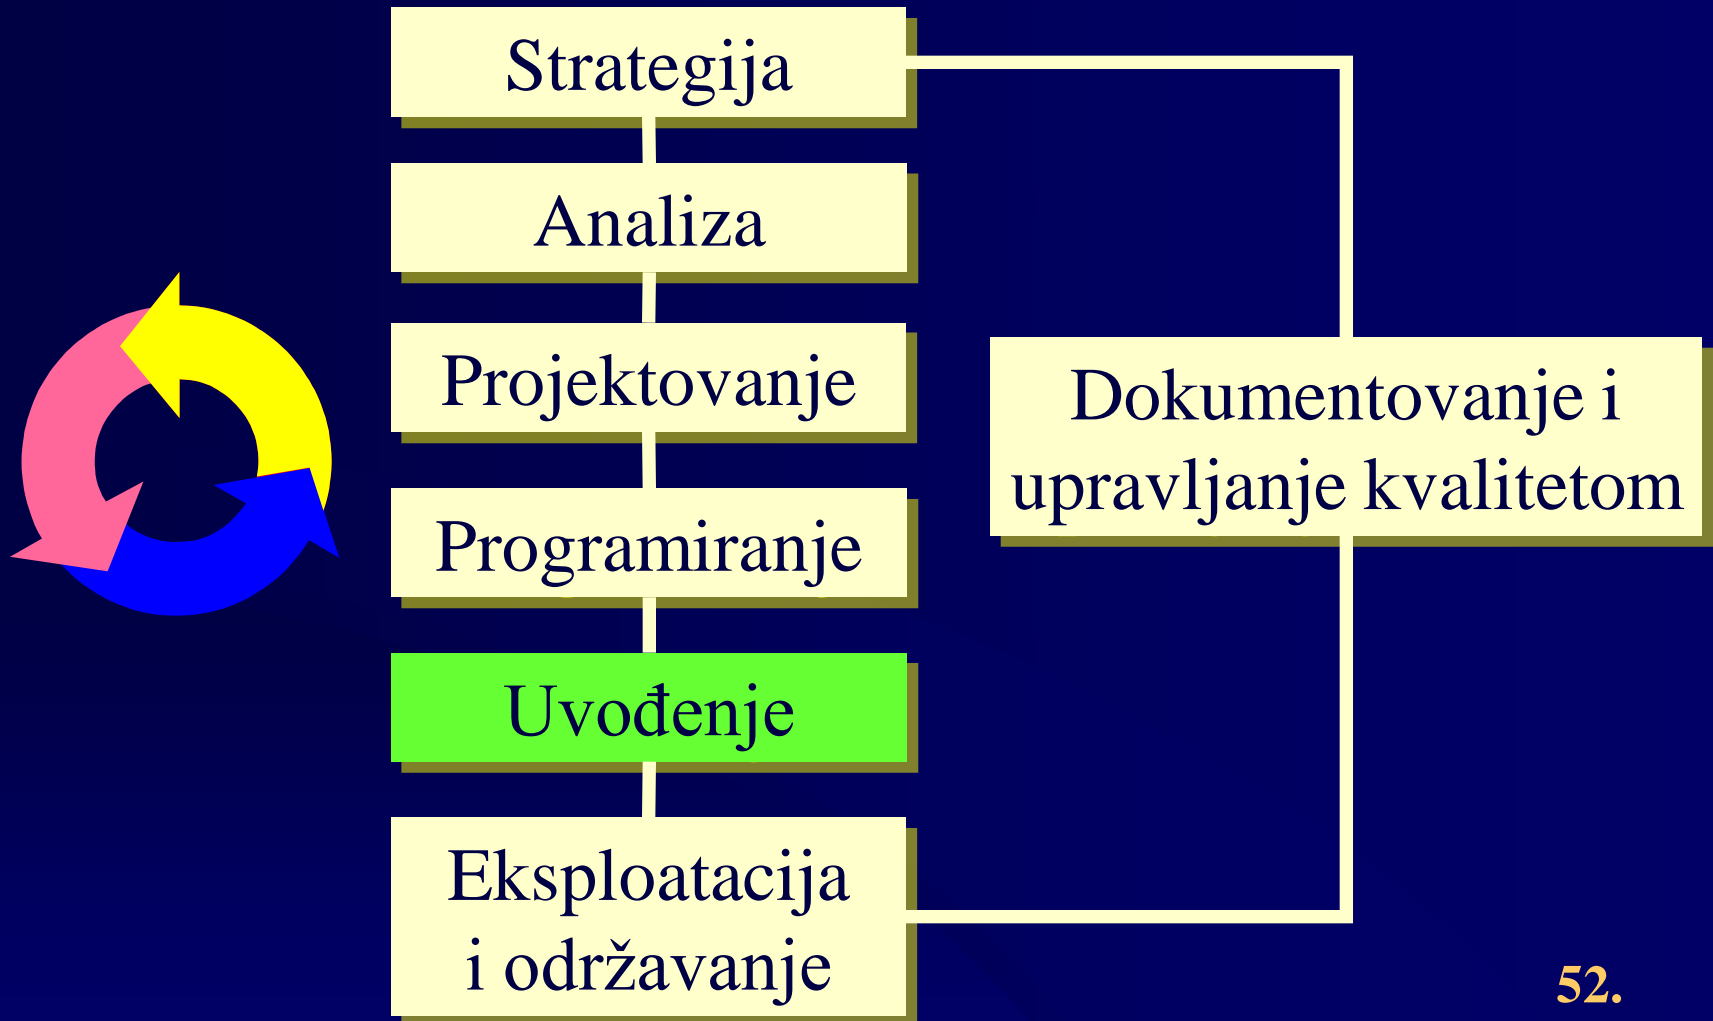 Strategija
Analiza
Projektovanje
Programiranje
Uvođenje
Eksploatacija
i održavanje
Dokumentovanje i
upravljanje kvalitetom
52.